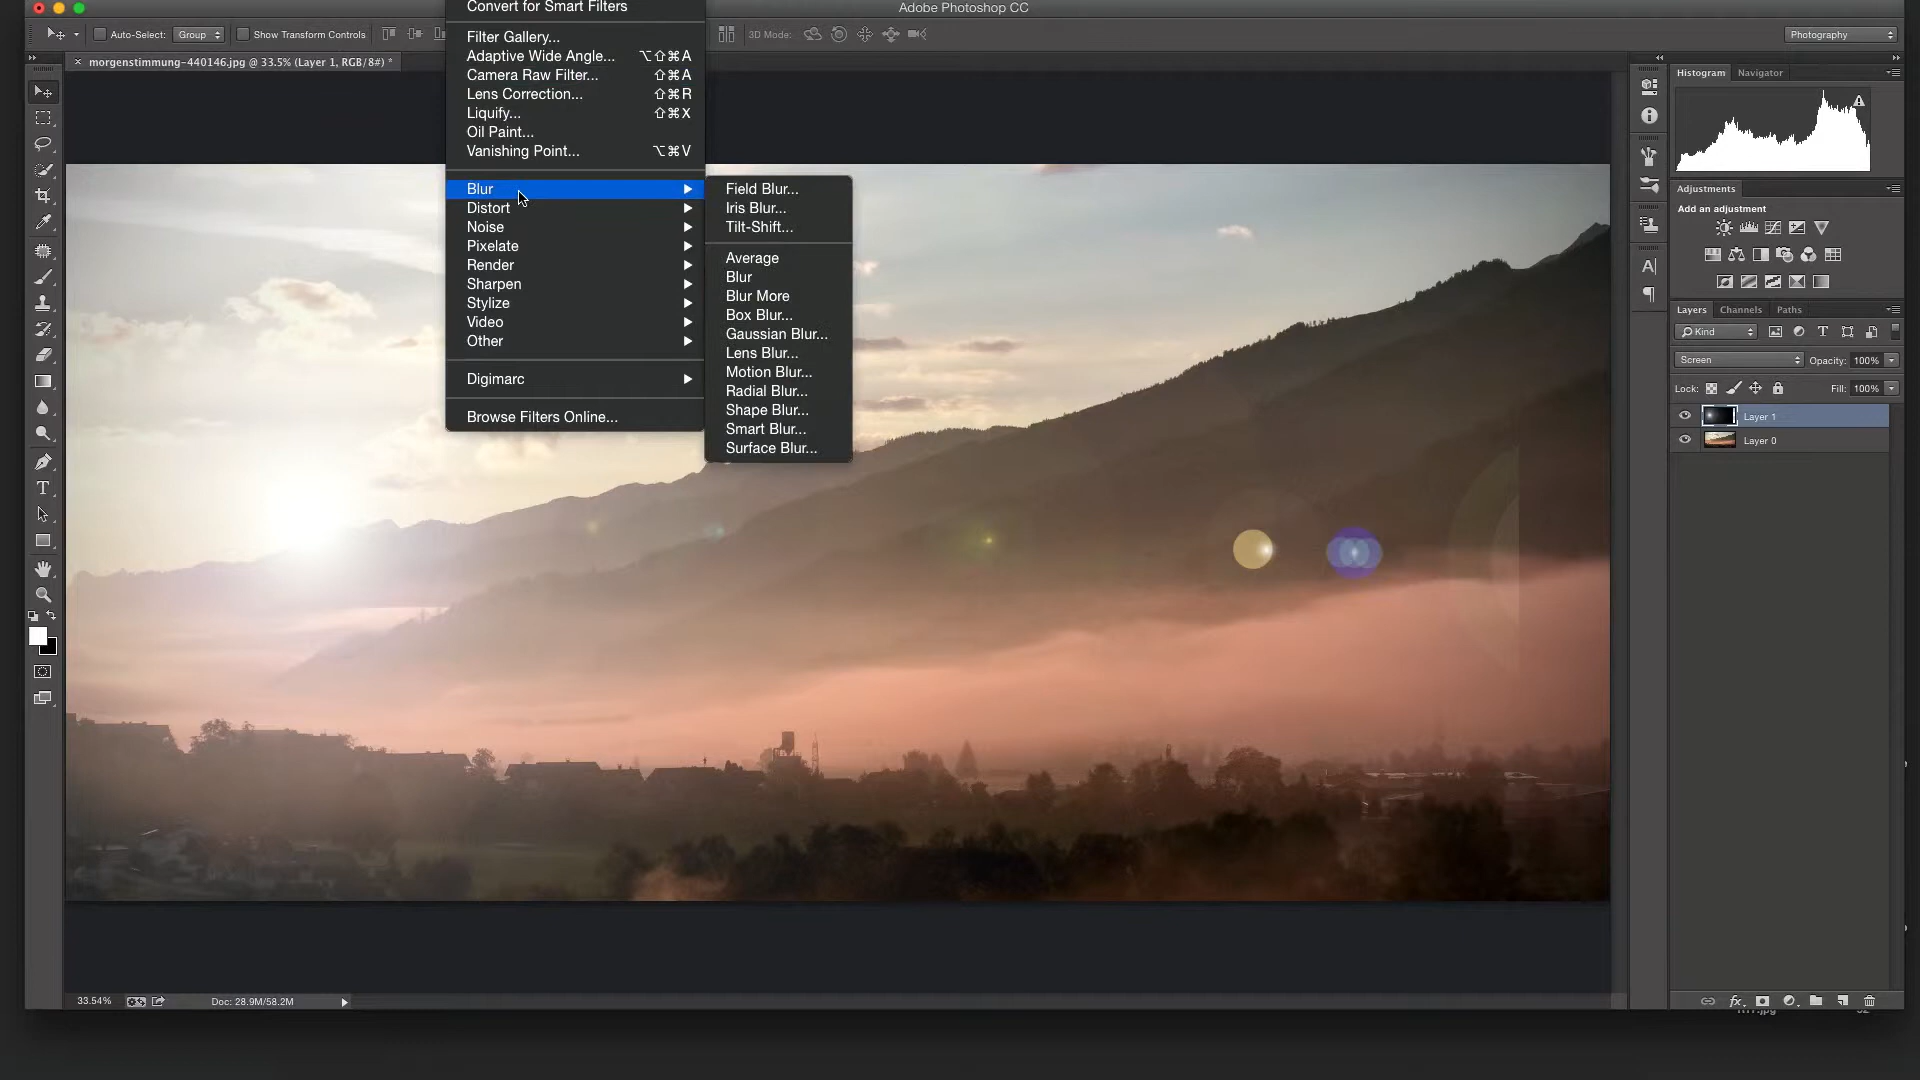 Adobe Photoshop CC
Auto-Select:
Group
Show Transform Controls
3D Mode:
Photography
morgenstimmung-440146.jpg @ 33.5% (Layer 1, RGB/8#) *
Convert for Smart Filters
Filter Gallery...
Adaptive Wide Angle... ⌥⇧⌘A
Camera Raw Filter... ⇧⌘A
Lens Correction... ⇧⌘R
Liquify... ⇧⌘X
Oil Paint...
Vanishing Point... ⌥⌘V
Blur
Distort
Noise
Pixelate
Render
Sharpen
Stylize
Video
Other
Digimarc
Browse Filters Online...
Field Blur...
Iris Blur...
Tilt-Shift...
Average
Blur
Blur More
Box Blur...
Gaussian Blur...
Lens Blur...
Motion Blur...
Radial Blur...
Shape Blur...
Smart Blur...
Surface Blur...
Histogram Navigator
Adjustments
Add an adjustment
Layers Channels Paths
Kind
Screen
Opacity: 100%
Lock:
Fill: 100%
Layer 1
Layer 0
33.54%
Doc: 28.9M/58.2M